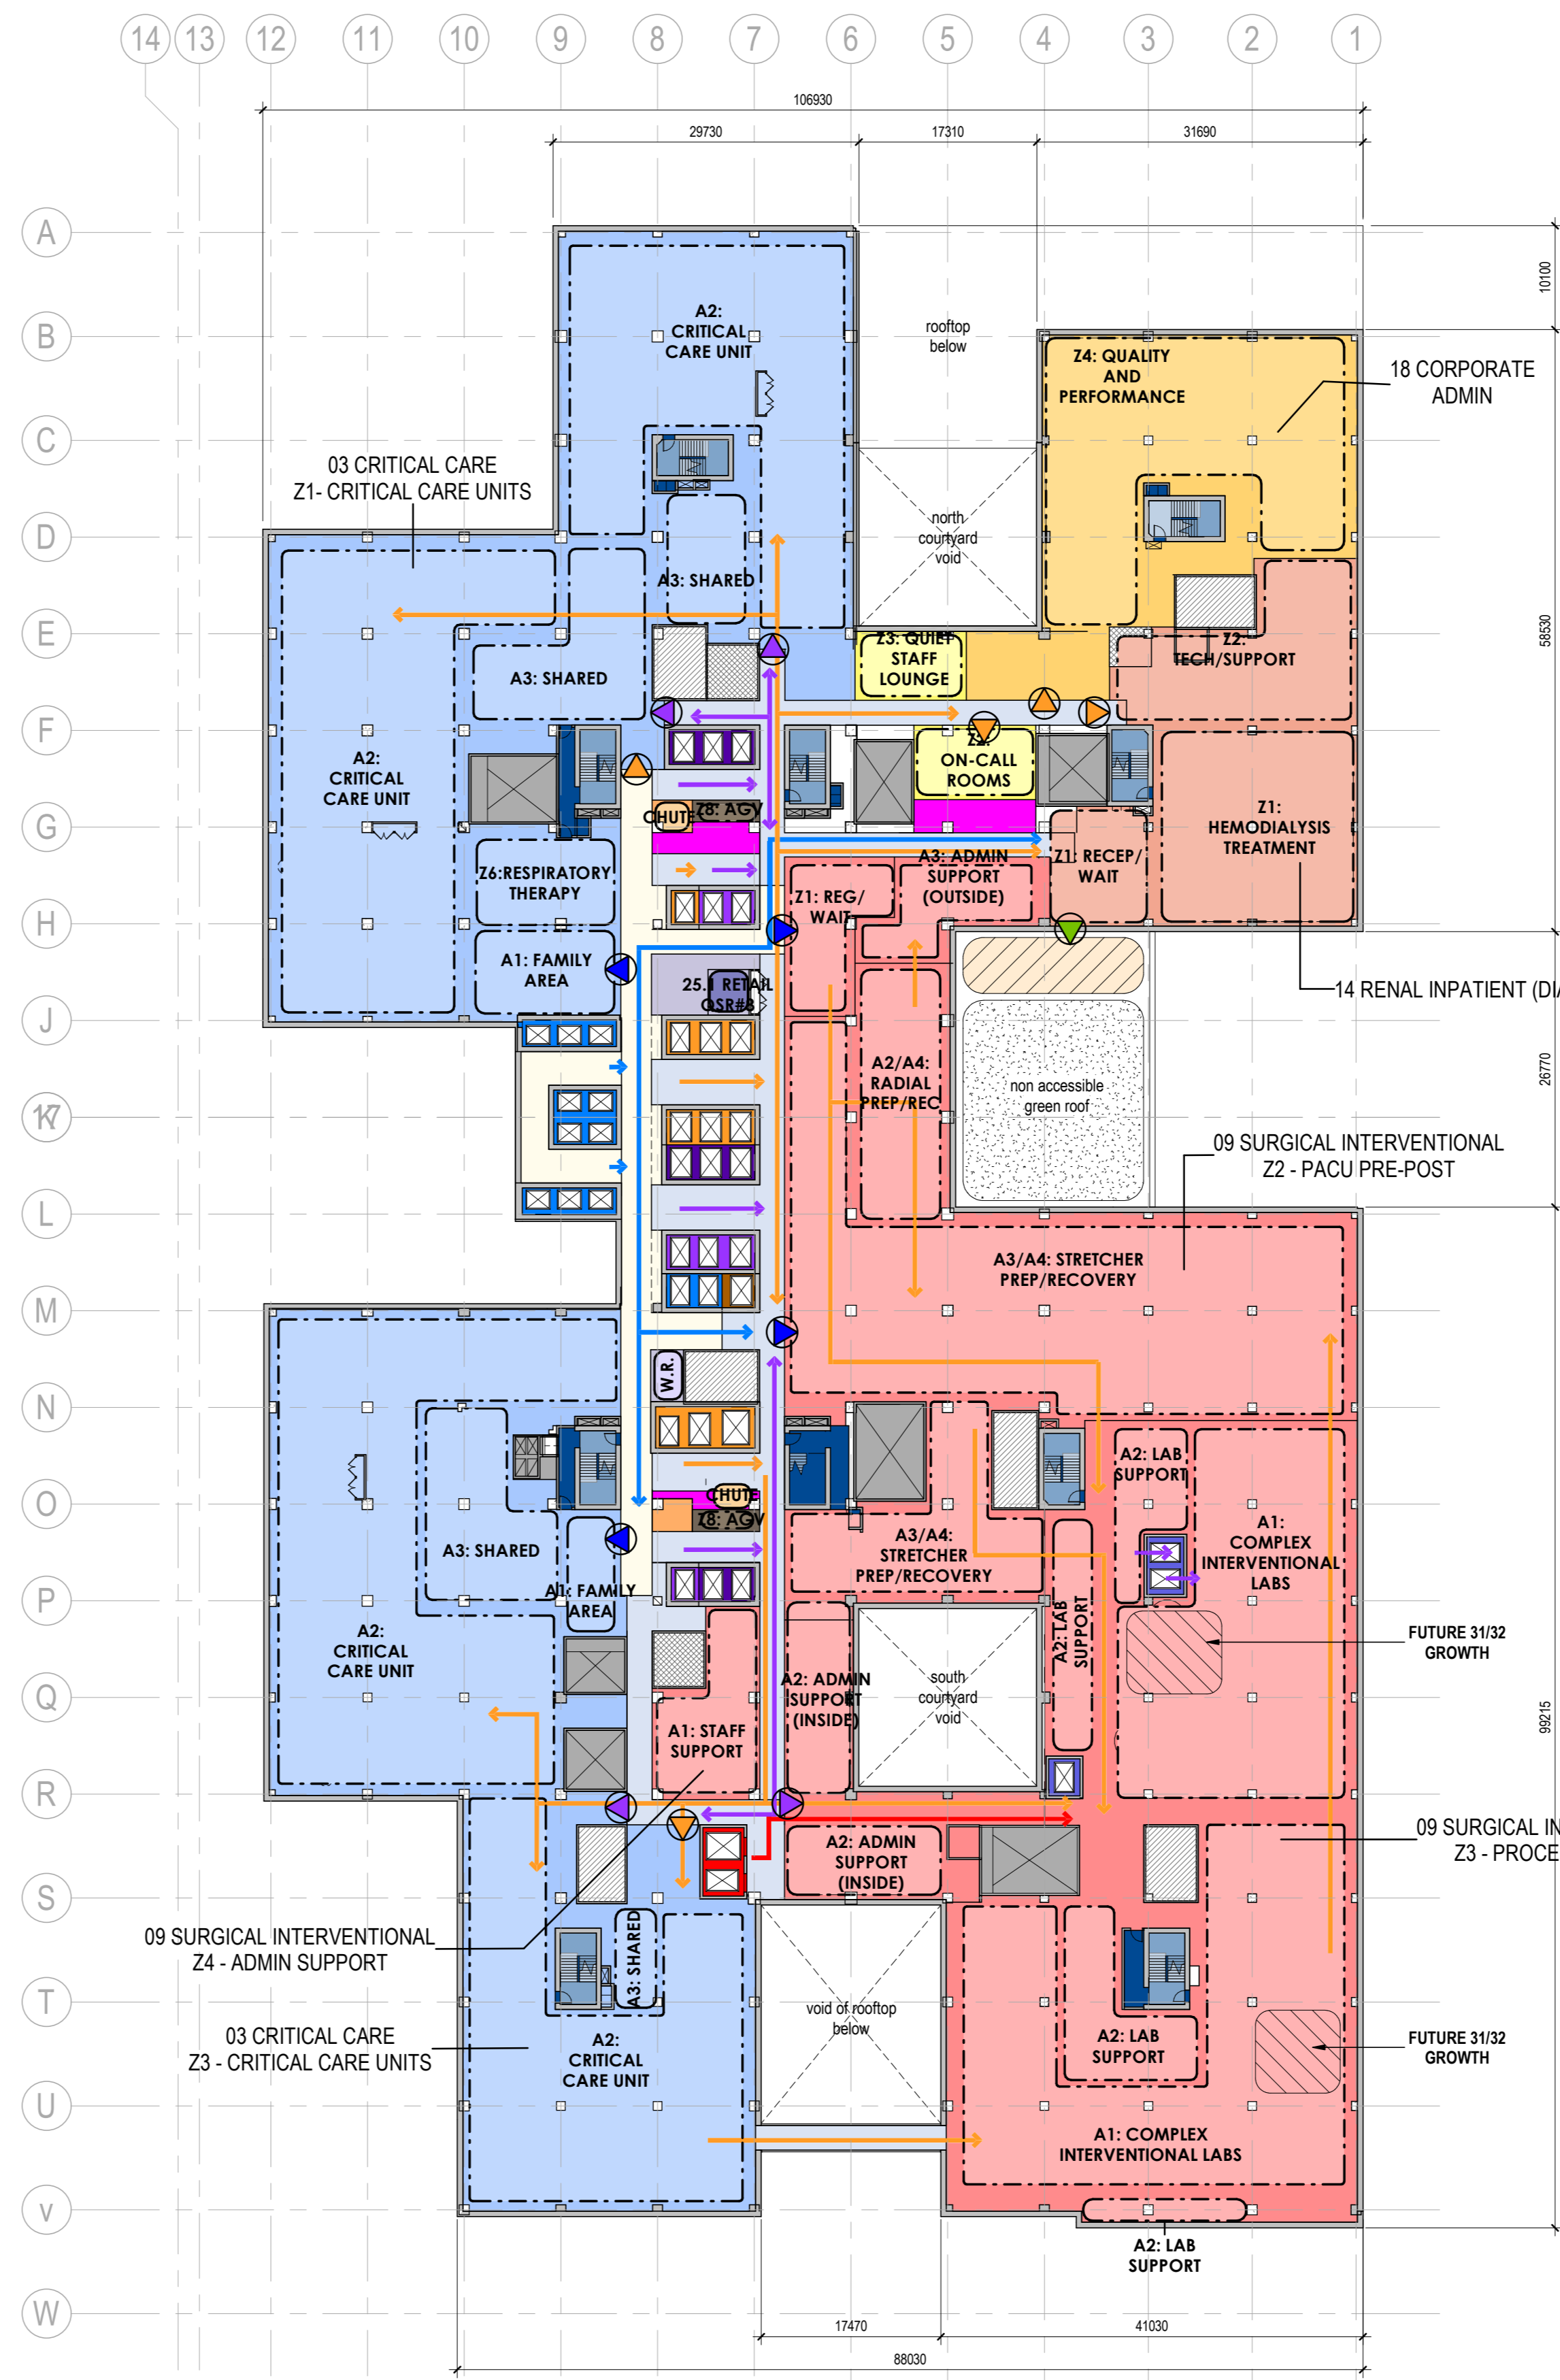 14 13 12 11 10 9 8 7 6 5 4 3 2 1
106930
29730
17310
31690
A
10100
A2:
CRITICAL
CARE UNIT
B
rooftop
below
Z4: QUALITY
AND
PERFORMANCE
18 CORPORATE
ADMIN
C
03 CRITICAL CARE
Z1- CRITICAL CARE UNITS
D
north
courtyard
void
A3: SHARED
E
58530
Z3: QUIET
STAFF
LOUNGE
Z2:
TECH/SUPPORT
A3: SHARED
F
A2:
CRITICAL
CARE UNIT
Z2:
ON-CALL
ROOMS
CHUTE
Z8: AGV
G
Z1:
HEMODIALYSIS
TREATMENT
Z6:RESPIRATORY
THERAPY
A3: ADMIN
SUPPORT
(OUTSIDE)
Z1: RECEP/
WAIT
Z1: REG/
WAIT
H
A1: FAMILY
AREA
25.1 RETAIL
QSR#3
14 RENAL INPATIENT (DIA
J
A2/A4:
RADIAL
PREP/REC
non accessible
green roof
26770
K
17
09 SURGICAL INTERVENTIONAL
Z2 - PACU PRE-POST
L
A3/A4: STRETCHER
PREP/RECOVERY
M
W.R.
N
A2: LAB
SUPPORT
CHUTE
O
Z8: AGV
A3: SHARED
A3/A4:
STRETCHER
PREP/RECOVERY
A1:
COMPLEX
INTERVENTIONAL
LABS
P
A1: FAMILY
AREA
A2: LAB
SUPPORT
A2:
CRITICAL
CARE UNIT
FUTURE 31/32
GROWTH
Q
A2: ADMIN
SUPPORT
(INSIDE)
south
courtyard
void
A1: STAFF
SUPPORT
99215
R
A2: ADMIN
SUPPORT
(INSIDE)
09 SURGICAL IN
Z3 - PROCE
S
09 SURGICAL INTERVENTIONAL
Z4 - ADMIN SUPPORT
A3: SHARED
T
void of rooftop
below
03 CRITICAL CARE
Z3 - CRITICAL CARE UNITS
A2:
CRITICAL
CARE UNIT
A2: LAB
SUPPORT
FUTURE 31/32
GROWTH
U
A1: COMPLEX
INTERVENTIONAL LABS
v
A2: LAB
SUPPORT
W
17470
41030
88030